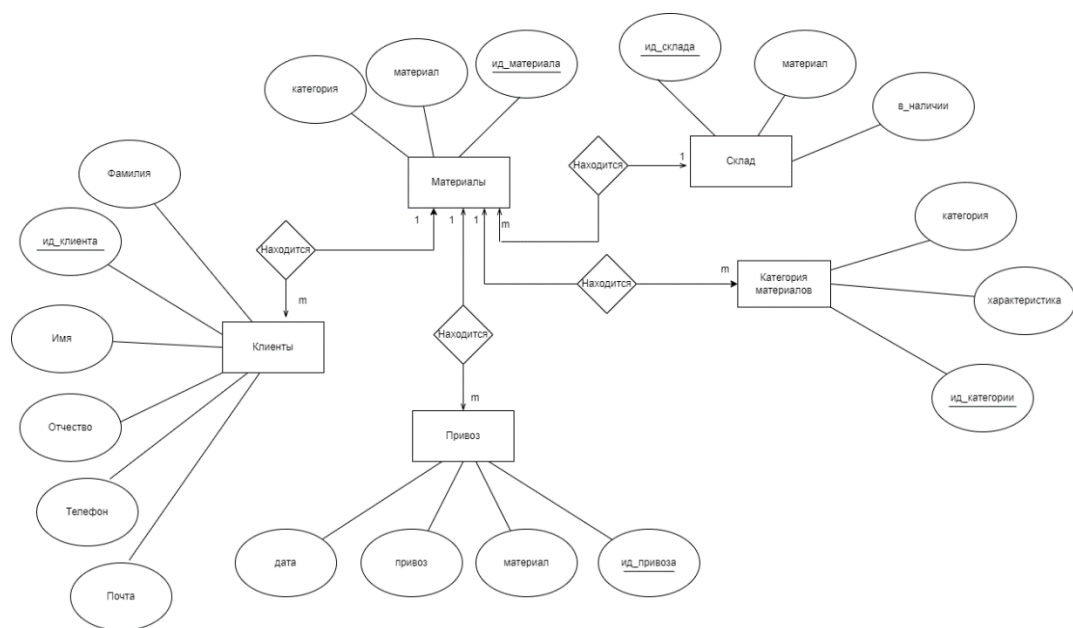 ид_склада
материал
ид_материала
материал
категория
в_наличии
Находится
1
Склад
Фамилия
Материалы
категория
1
1
1
m
ид_клиента
Находится
Находится
m
Категория
материалов
характеристика
m
Имя
Клиенты
Находится
ид_категории
m
Отчество
Привоз
Телефон
дата
привоз
материал
ид_привоза
Почта